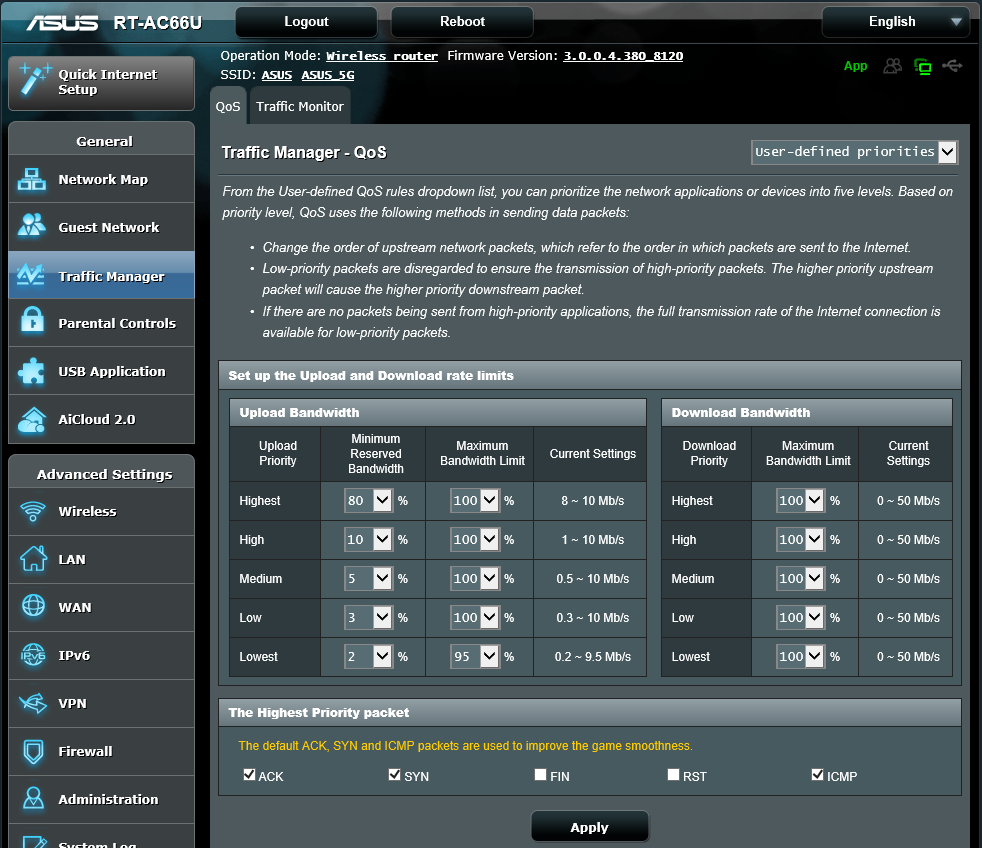 ASUS RT-AC66U Logout Reboot English
Operation Mode: Wireless router Firmware Version: 3.0.0.4.380_8120
SSID: ASUS ASUS_5G
App
Quick Internet
Setup
General
Network Map
Guest Network
Traffic Manager
Parental Controls
USB Application
AiCloud 2.0
Advanced Settings
Wireless
LAN
WAN
IPv6
VPN
Firewall
Administration
System Log
QoS Traffic Monitor
Traffic Manager - QoS User-defined priorities
From the User-defined QoS rules dropdown list, you can prioritize the network applications or devices into five levels. Based on
priority level, QoS uses the following methods in sending data packets:
• Change the order of upstream network packets, which refer to the order in which packets are sent to the Internet.
• Low-priority packets are disregarded to ensure the transmission of high-priority packets. The higher priority upstream
packet will cause the higher priority downstream packet.
• If there are no packets being sent from high-priority applications, the full transmission rate of the Internet connection is
available for low-priority packets.
Set up the Upload and Download rate limits
Upload Bandwidth
Upload
Priority
Minimum
Reserved
Bandwidth
Maximum
Bandwidth Limit
Current Settings
Highest 80 % 100 % 8 ~ 10 Mb/s
High 10 % 100 % 1 ~ 10 Mb/s
Medium 5 % 100 % 0.5 ~ 10 Mb/s
Low 3 % 100 % 0.3 ~ 10 Mb/s
Lowest 2 % 95 % 0.2 ~ 9.5 Mb/s
Download Bandwidth
Download
Priority
Maximum
Bandwidth Limit
Current
Settings
Highest 100 % 0 ~ 50 Mb/s
High 100 % 0 ~ 50 Mb/s
Medium 100 % 0 ~ 50 Mb/s
Low 100 % 0 ~ 50 Mb/s
Lowest 100 % 0 ~ 50 Mb/s
The Highest Priority packet
The default ACK, SYN and ICMP packets are used to improve the game smoothness.
ACK SYN FIN RST ICMP
Apply